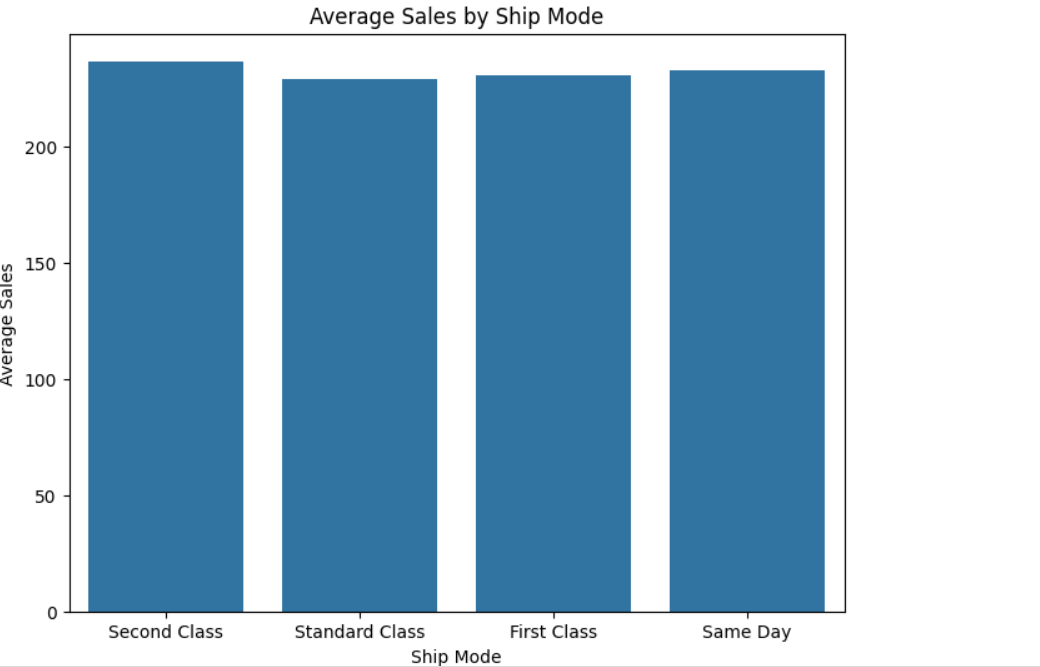 Average Sales by Ship Mode
Average Sales
200
150
100
50
0
Second Class Standard Class First Class Same Day
Ship Mode